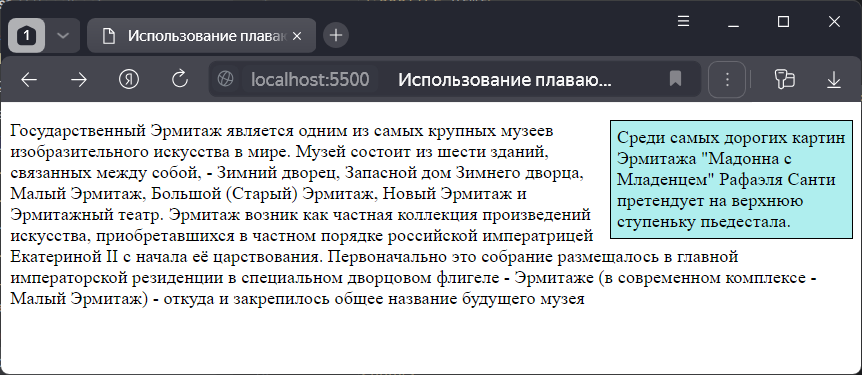 1
Использование плаваю
localhost:5500
Использование плаваю...
Государственный Эрмитаж является одним из самых крупных музеев
изобразительного искусства в мире. Музей состоит из шести зданий,
связанных между собой, - Зимний дворец, Запасной дом Зимнего дворца,
Малый Эрмитаж, Большой (Старый) Эрмитаж, Новый Эрмитаж и
Эрмитажный театр. Эрмитаж возник как частная коллекция произведений
искусства, приобретавшихся в частном порядке российской императрицей
Екатериной II с начала её царствования. Первоначально это собрание размещалось в главной
императорской резиденции в специальном дворцовом флигеле - Эрмитаже (в современном комплексе -
Малый Эрмитаж) - откуда и закрепилось общее название будущего музея
Среди самых дорогих картин
Эрмитажа "Мадонна с
Младенцем" Рафаэля Санти
претендует на верхнюю
ступеньку пьедестала.